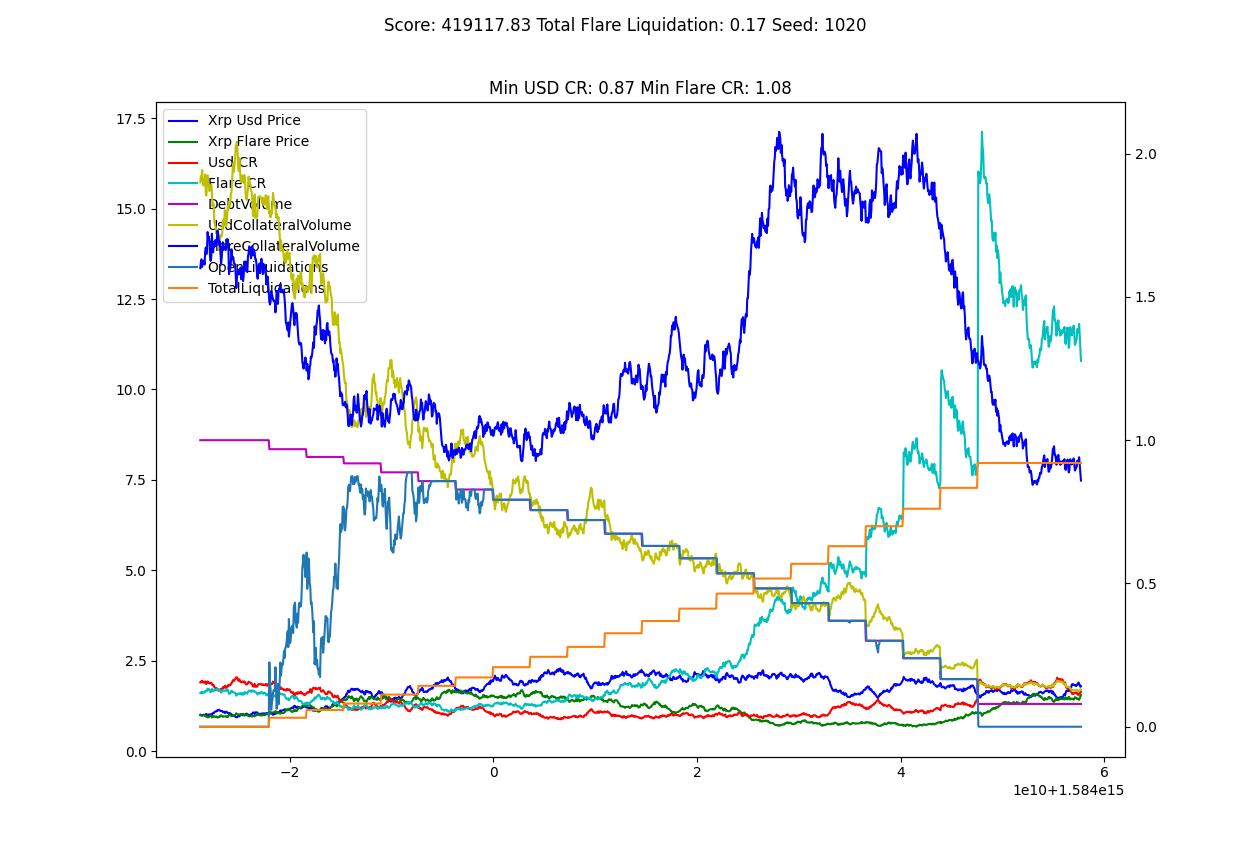 Score: 419117.83 Total Flare Liquidation: 0.17 Seed: 1020
Min USD CR: 0.87 Min Flare CR: 1.08
Xrp Usd Price
Xrp Flare Price
Usd CR
Flare CR
DebtVolume
UsdCollateralVolume
FlareCollateralVolume
OpenLiquidations
TotalLiquidations
17.5
15.0
12.5
10.0
7.5
5.0
2.5
0.0
2.0
1.5
1.0
0.5
0.0
−2
0
2
4
6
1e10+1.584e15